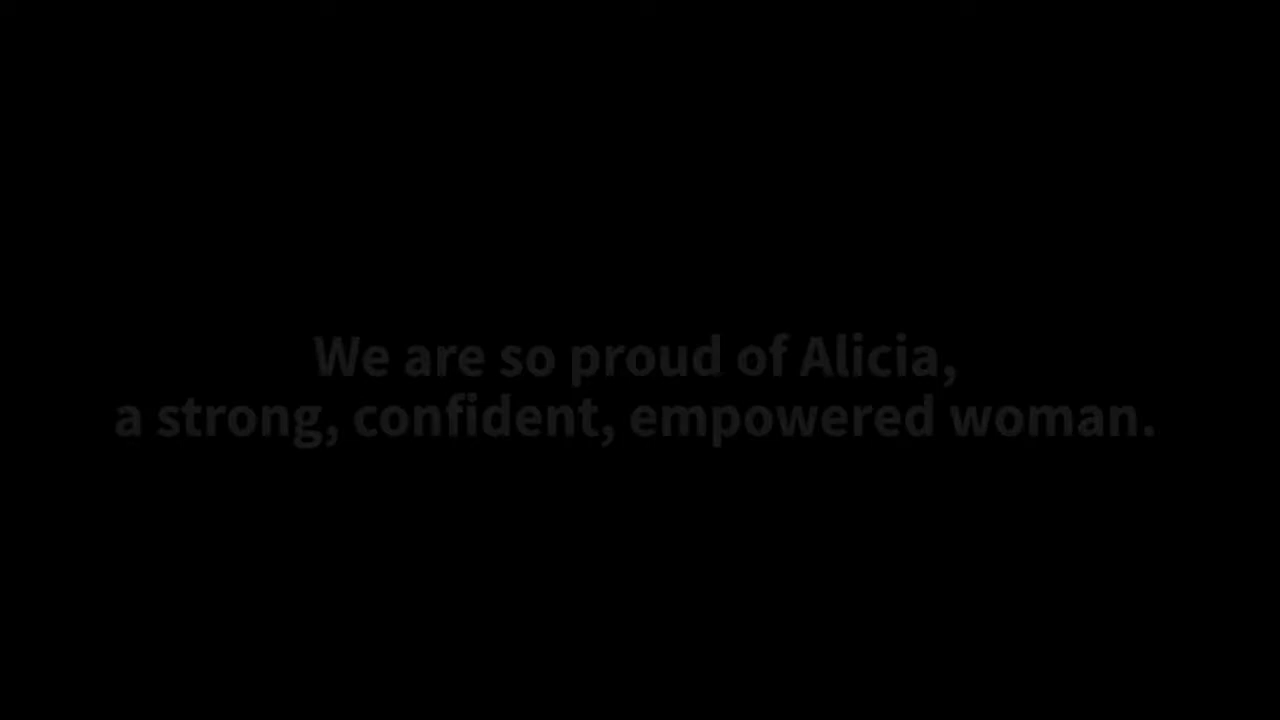 We are so proud of Alicia,
a strong, confident, empowered woman.